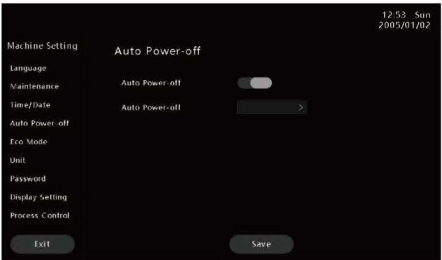 12:53 Sun
2005/01/02
Machine Setting
Auto Power-off
Language
Maintenance
Auto Power-off
Time/Date
Auto Power-off
Auto Power-off
Eco Mode
Unit
Password
Display Setting
Process Control
Exit
Save